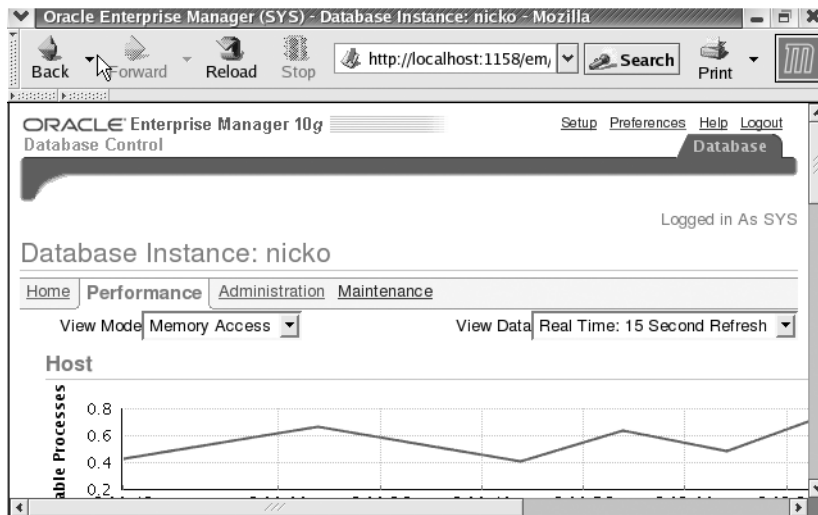 Oracle Enterprise Manager (SYS) - Database Instance: nicko - Mozilla
Back Forward Reload Stop http://localhost:1158/em/ Search Print
ORACLE Enterprise Manager 10g
Setup Preferences Help Logout
Database Control
Database
Logged in As SYS
Database Instance: nicko
Home Performance Administration Maintenance
View Mode Memory Access View Data Real Time: 15 Second Refresh
Host
able Processes
0.8
0.6
0.4
0.2